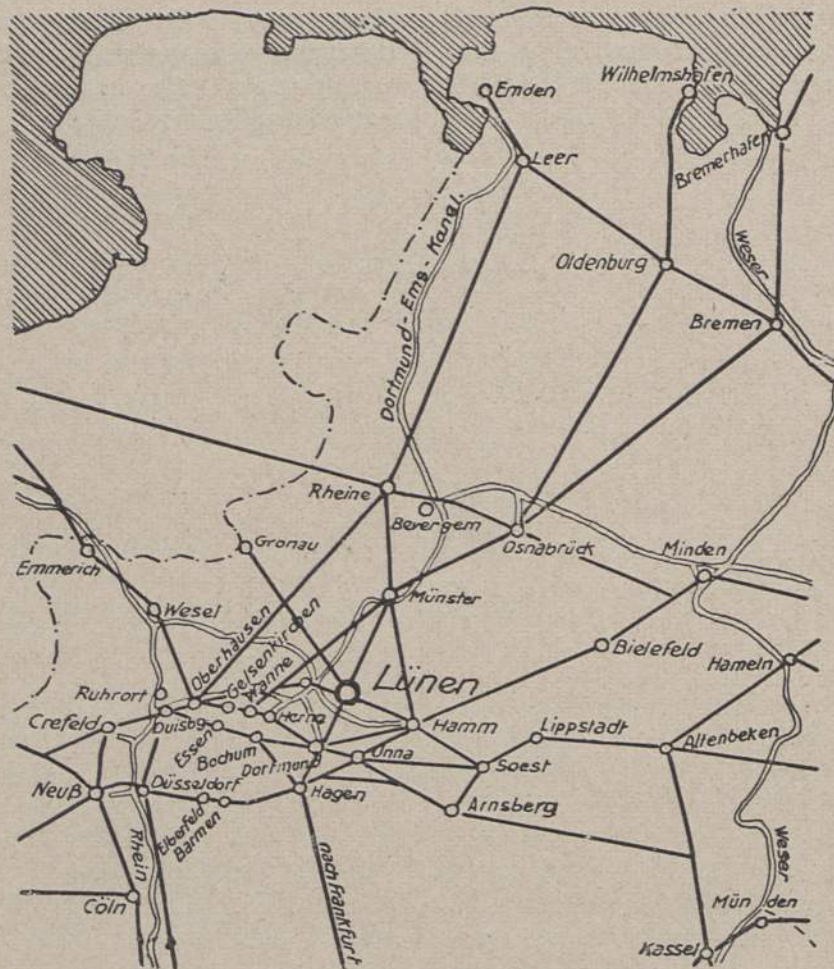 Emden
Wilhelmshafen
Leer
Bremerhafen
Dortmund-Ems-Kanal.
Weser
Oldenburg
Bremen
Rheine
Bevergern
Osnabrück
Gronau
Minden
Emmerich
Münster
Wesel
Oberhausen
Gelsenkirchen
Wanne
Bielefeld
Hameln
Ruhrort
Lünen
Herne
Crefeld
Duisbg
Hamm
Lippstadt
Altenbeken
Essen
Bochum
Dortmund
Unna
Soest
Neuß
Düsseldorf
Hagen
Arnsberg
Elberfeld
Barmen
Rhein
nach Frankfurt
Weser
Cöln
Münden
Kassel